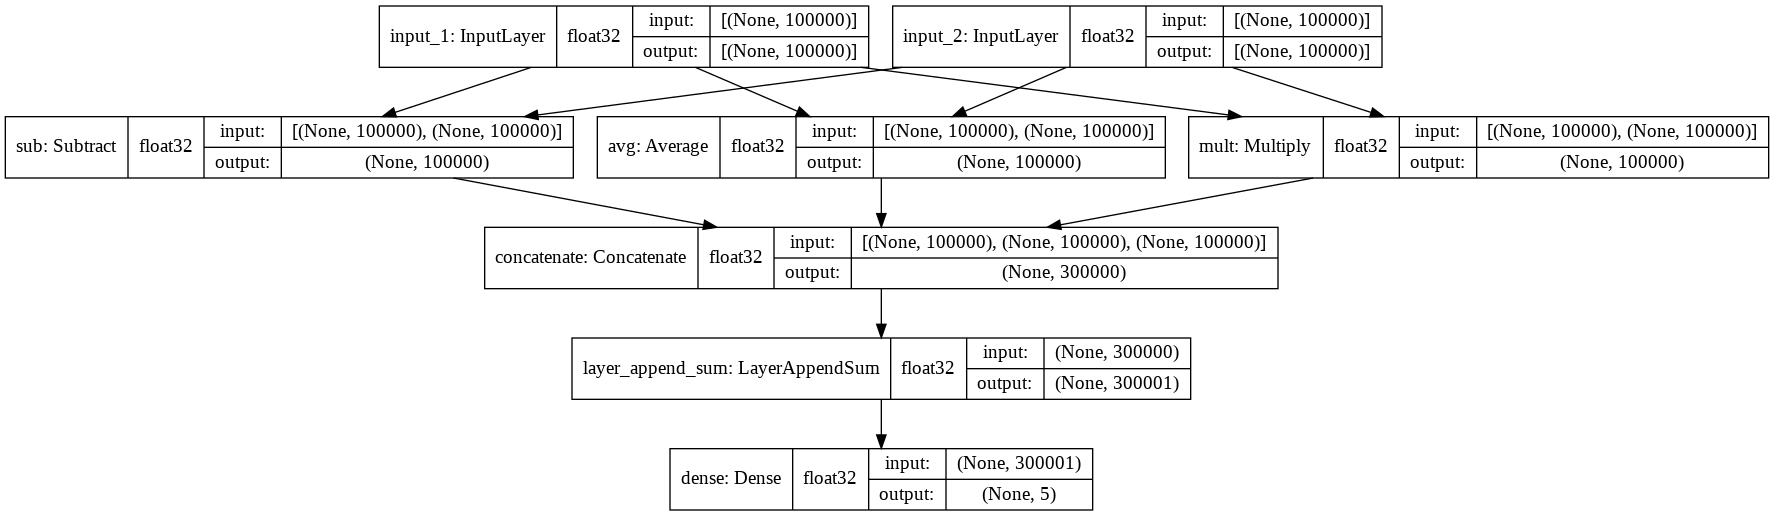 input_1: InputLayer float32 input: [(None, 100000)]
output: [(None, 100000)]
input_2: InputLayer float32 input: [(None, 100000)]
output: [(None, 100000)]
sub: Subtract float32 input: [(None, 100000), (None, 100000)]
output: (None, 100000)
avg: Average float32 input: [(None, 100000), (None, 100000)]
output: (None, 100000)
mult: Multiply float32 input: [(None, 100000), (None, 100000)]
output: (None, 100000)
concatenate: Concatenate float32 input: [(None, 100000), (None, 100000), (None, 100000)]
output: (None, 300000)
layer_append_sum: LayerAppendSum float32 input: (None, 300000)
output: (None, 300001)
dense: Dense float32 input: (None, 300001)
output: (None, 5)